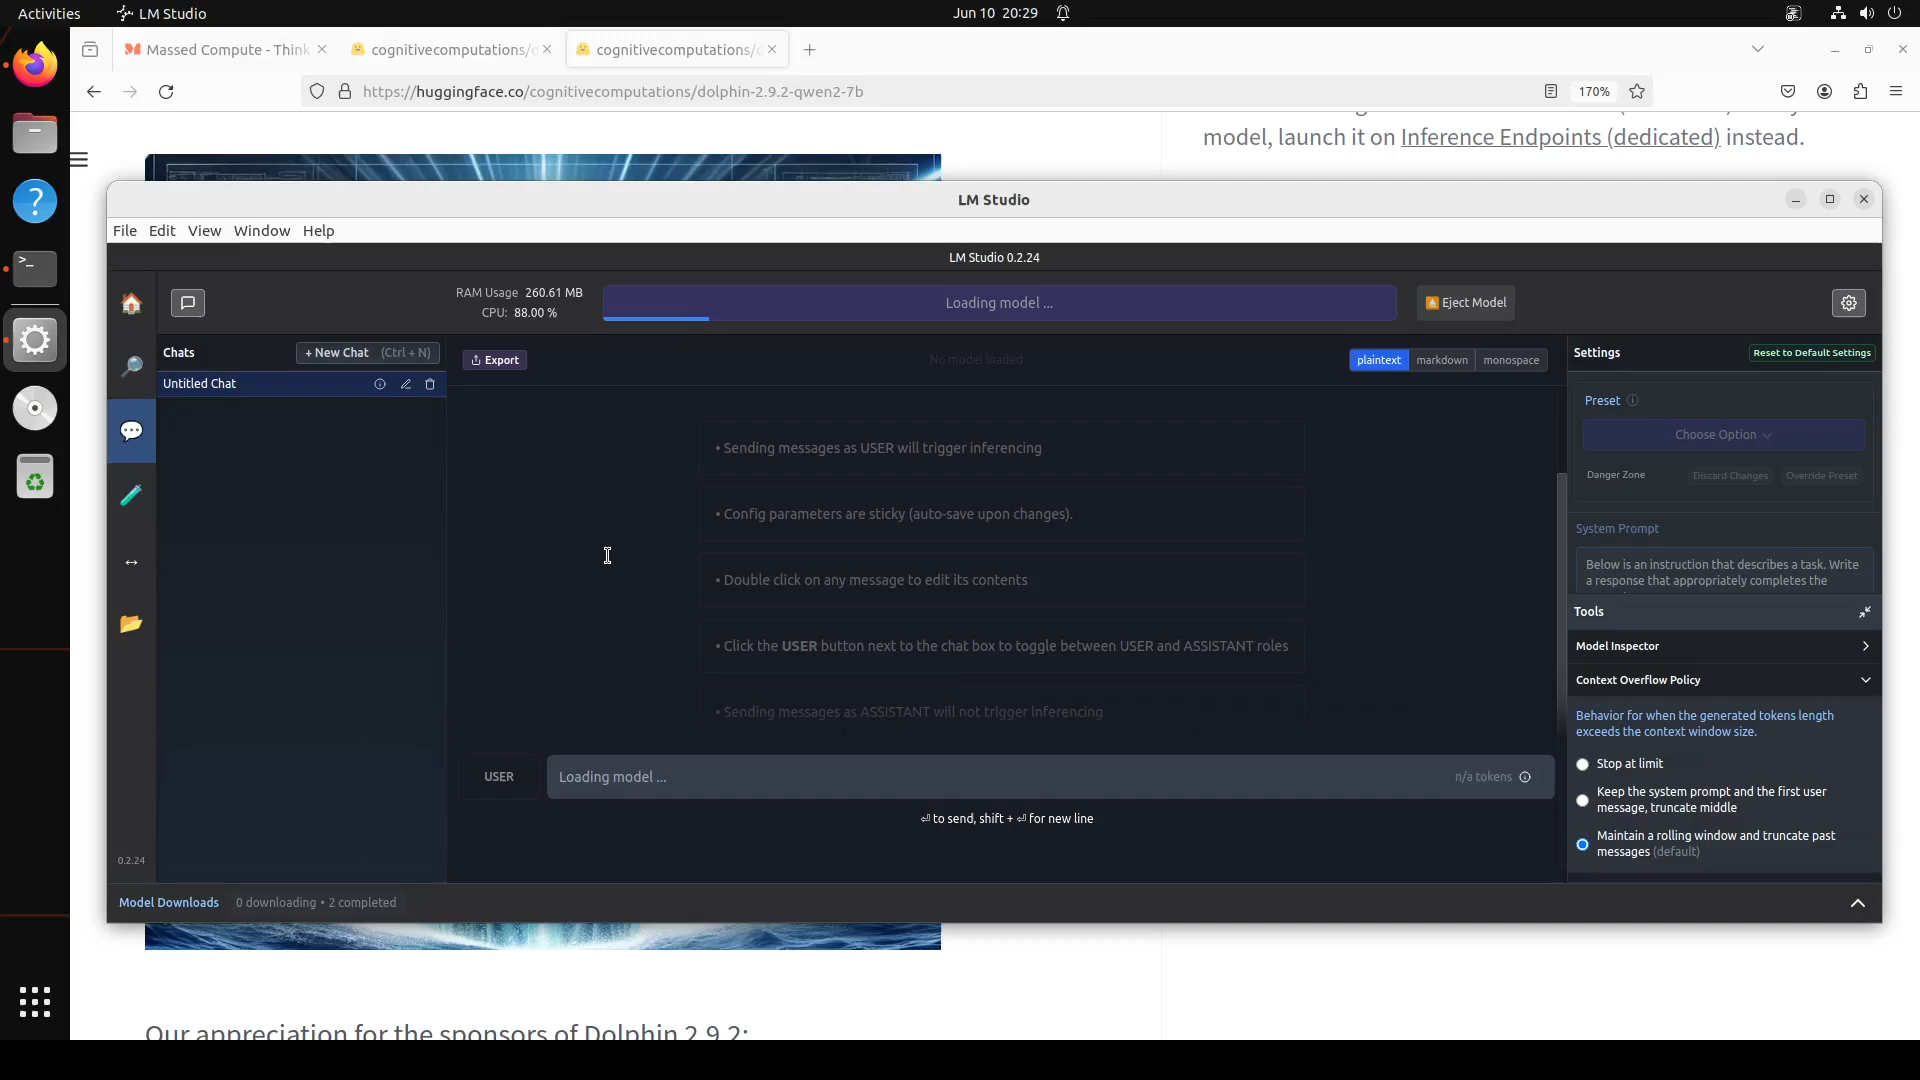 Activities
LM Studio
Jun 10 20:29
Massed Compute - Think
cognitivecomputations/d
cognitivecomputations/d
https://huggingface.co/cognitivecomputations/dolphin-2.9.2-qwen2-7b
170%
model, launch it on Inference Endpoints (dedicated) instead.
LM Studio
File Edit View Window Help
LM Studio 0.2.24
RAM Usage 260.61 MB
CPU: 88.00 %
Loading model ...
Eject Model
Chats
+ New Chat (Ctrl + N)
Export
No model loaded
plaintext markdown monospace
Settings
Reset to Default Settings
Untitled Chat
Preset
Choose Option
Danger Zone
Discard Changes
Override Preset
• Sending messages as USER will trigger inferencing
• Config parameters are sticky (auto-save upon changes).
• Double click on any message to edit its contents
• Click the USER button next to the chat box to toggle between USER and ASSISTANT roles
• Sending messages as ASSISTANT will not trigger inferencing
System Prompt
Below is an instruction that describes a task. Write
a response that appropriately completes the
Tools
Model Inspector
Context Overflow Policy
Behavior for when the generated tokens length
exceeds the context window size.
Stop at limit
Keep the system prompt and the first user
message, truncate middle
Maintain a rolling window and truncate past
messages (default)
USER
Loading model ...
n/a tokens
⏎ to send, shift + ⏎ for new line
0.2.24
Model Downloads
0 downloading • 2 completed
Our appreciation for the sponsors of Dolphin 2.9.2: